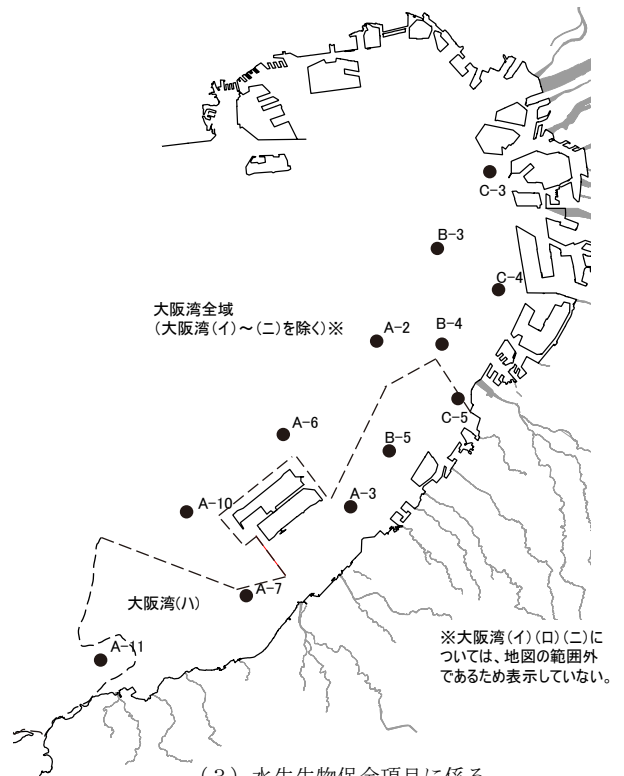 C-3
B-3
C-4
大阪湾全域
(大阪湾(イ)～(ニ)を除く)※
A-2
B-4
C-5
A-6
B-5
A-10
A-3
大阪湾(ハ)
A-7
A-11
※大阪湾(イ)(ロ)(ニ)に
ついては、地図の範囲外
であるため表示していない。
(3) 水生生物保全項目に係る